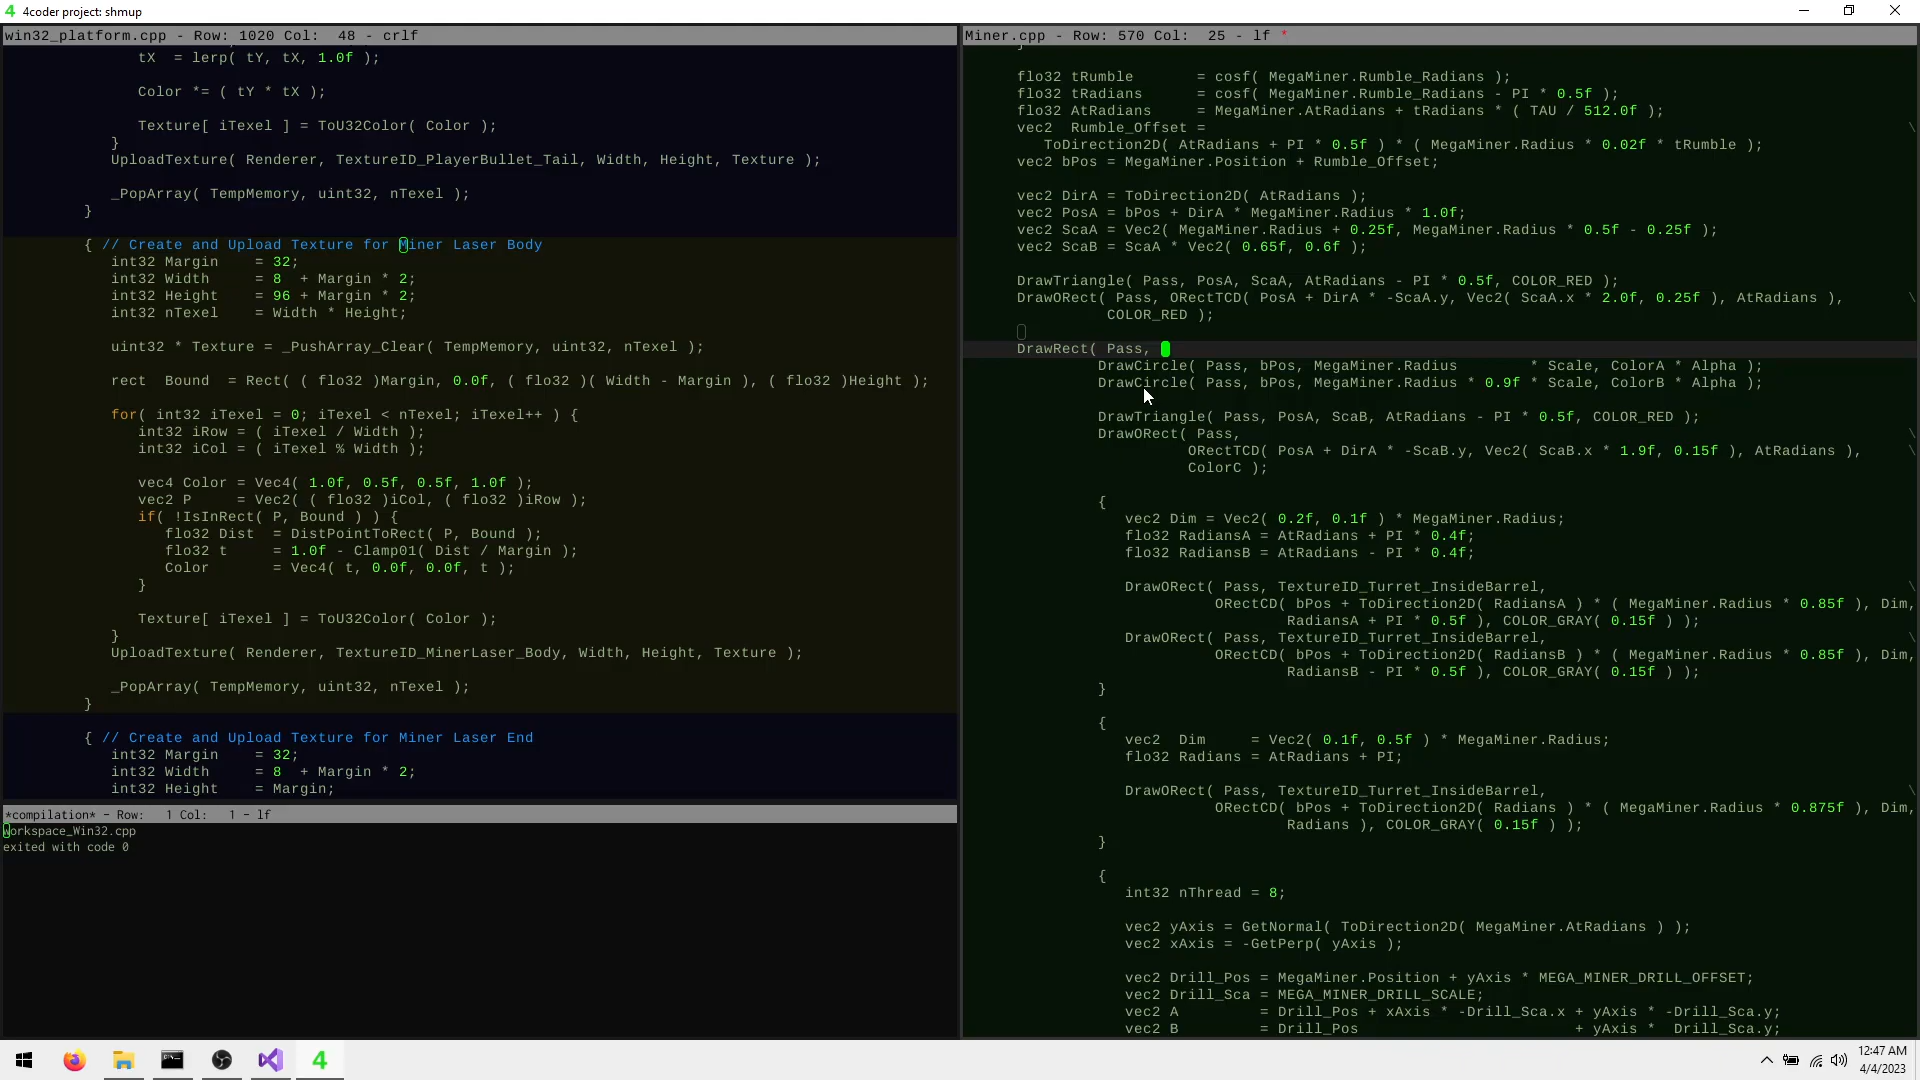 4 4coder project: shmup
win32_platform.cpp - Row: 1020 Col:  48 - crlf
tX  = lerp( tY, tX, 1.0f );
Color *= ( tY * tX );
Texture[ iTexel ] = ToU32Color( Color );
}
UploadTexture( Renderer, TextureID_PlayerBullet_Tail, Width, Height, Texture );
_PopArray( TempMemory, uint32, nTexel );
}
{ // Create and Upload Texture for Miner Laser Body
int32 Margin    = 32;
int32 Width     = 8  + Margin * 2;
int32 Height    = 96 + Margin * 2;
int32 nTexel    = Width * Height;
uint32 * Texture = _PushArray_Clear( TempMemory, uint32, nTexel );
rect  Bound  = Rect( ( flo32 )Margin, 0.0f, ( flo32 )( Width - Margin ), ( flo32 )Height );
for( int32 iTexel = 0; iTexel < nTexel; iTexel++ ) {
int32 iRow = ( iTexel / Width );
int32 iCol = ( iTexel % Width );
vec4 Color = Vec4( 1.0f, 0.5f, 0.5f, 1.0f );
vec2 P     = Vec2( ( flo32 )iCol, ( flo32 )iRow );
if( !IsInRect( P, Bound ) ) {
flo32 Dist  = DistPointToRect( P, Bound );
flo32 t     = 1.0f - Clamp01( Dist / Margin );
Color       = Vec4( t, 0.0f, 0.0f, t );
}
Texture[ iTexel ] = ToU32Color( Color );
}
UploadTexture( Renderer, TextureID_MinerLaser_Body, Width, Height, Texture );
_PopArray( TempMemory, uint32, nTexel );
}
{ // Create and Upload Texture for Miner Laser End
int32 Margin    = 32;
int32 Width     = 8  + Margin * 2;
int32 Height    = Margin;
*compilation* - Row:   1 Col:   1 - lf
workspace_Win32.cpp
exited with code 0
Miner.cpp - Row: 570 Col:  25 - lf *
}
flo32 tRumble       = cosf( MegaMiner.Rumble_Radians );
flo32 tRadians      = cosf( MegaMiner.Rumble_Radians - PI * 0.5f );
flo32 AtRadians     = MegaMiner.AtRadians + tRadians * ( TAU / 512.0f );
vec2  Rumble_Offset = \
ToDirection2D( AtRadians + PI * 0.5f ) * ( MegaMiner.Radius * 0.02f * tRumble );
vec2 bPos = MegaMiner.Position + Rumble_Offset;
vec2 DirA = ToDirection2D( AtRadians );
vec2 PosA = bPos + DirA * MegaMiner.Radius * 1.0f;
vec2 ScaA = Vec2( MegaMiner.Radius + 0.25f, MegaMiner.Radius * 0.5f - 0.25f );
vec2 ScaB = ScaA * Vec2( 0.65f, 0.6f );
DrawTriangle( Pass, PosA, ScaA, AtRadians - PI * 0.5f, COLOR_RED );
DrawORect( Pass, ORectTCD( PosA + DirA * -ScaA.y, Vec2( ScaA.x * 2.0f, 0.25f ), AtRadians ), \
COLOR_RED );
DrawRect( Pass,
DrawCircle( Pass, bPos, MegaMiner.Radius        * Scale, ColorA * Alpha );
DrawCircle( Pass, bPos, MegaMiner.Radius * 0.9f * Scale, ColorB * Alpha );
DrawTriangle( Pass, PosA, ScaB, AtRadians - PI * 0.5f, COLOR_RED );
DrawORect( Pass, \
ORectTCD( PosA + DirA * -ScaB.y, Vec2( ScaB.x * 1.9f, 0.15f ), AtRadians ), \
ColorC );
{
vec2 Dim = Vec2( 0.2f, 0.1f ) * MegaMiner.Radius;
flo32 RadiansA = AtRadians + PI * 0.4f;
flo32 RadiansB = AtRadians - PI * 0.4f;
DrawORect( Pass, TextureID_Turret_InsideBarrel, \
ORectCD( bPos + ToDirection2D( RadiansA ) * ( MegaMiner.Radius * 0.85f ), Dim,
RadiansA + PI * 0.5f ), COLOR_GRAY( 0.15f ) );
DrawORect( Pass, TextureID_Turret_InsideBarrel, \
ORectCD( bPos + ToDirection2D( RadiansB ) * ( MegaMiner.Radius * 0.85f ), Dim,
RadiansB - PI * 0.5f ), COLOR_GRAY( 0.15f ) );
}
{
vec2  Dim     = Vec2( 0.1f, 0.5f ) * MegaMiner.Radius;
flo32 Radians = AtRadians + PI;
DrawORect( Pass, TextureID_Turret_InsideBarrel, \
ORectCD( bPos + ToDirection2D( Radians ) * ( MegaMiner.Radius * 0.875f ), Dim,
Radians ), COLOR_GRAY( 0.15f ) );
}
{
int32 nThread = 8;
vec2 yAxis = GetNormal( ToDirection2D( MegaMiner.AtRadians ) );
vec2 xAxis = -GetPerp( yAxis );
vec2 Drill_Pos = MegaMiner.Position + yAxis * MEGA_MINER_DRILL_OFFSET;
vec2 Drill_Sca = MEGA_MINER_DRILL_SCALE;
vec2 A         = Drill_Pos + xAxis * -Drill_Sca.x + yAxis * -Drill_Sca.y;
vec2 B         = Drill_Pos                        + yAxis *  Drill_Sca.y;
4
12:47 AM
4/4/2023